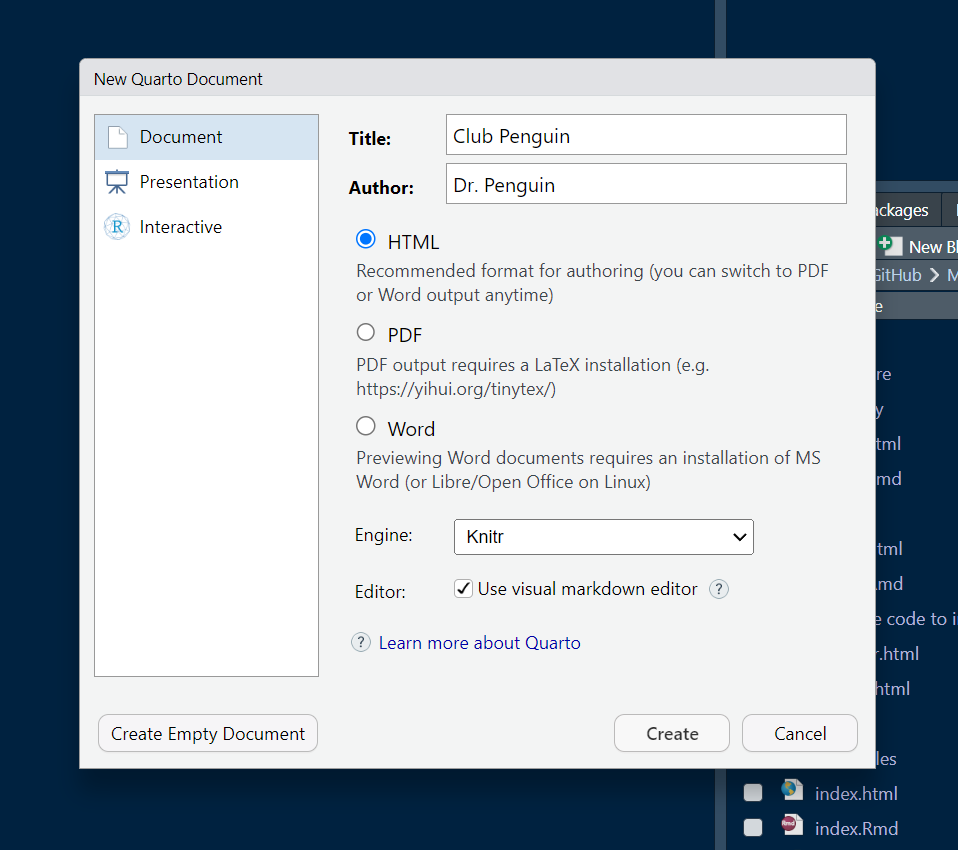 New Quarto Document
Document
Presentation
Interactive
Title:
Club Penguin
Author:
Dr. Penguin
HTML
Recommended format for authoring (you can switch to PDF
or Word output anytime)
PDF
PDF output requires a LaTeX installation (e.g.
https://yihui.org/tinytex/)
Word
Previewing Word documents requires an installation of MS
Word (or Libre/Open Office on Linux)
Engine:
Knitr
Editor:
Use visual markdown editor ?
? Learn more about Quarto
Create Empty Document
Create
Cancel
ckages
New Bl
GitHub
M
e
re
y
tml
md
tml
.md
e code to i
r.html
html
les
index.html
index.Rmd